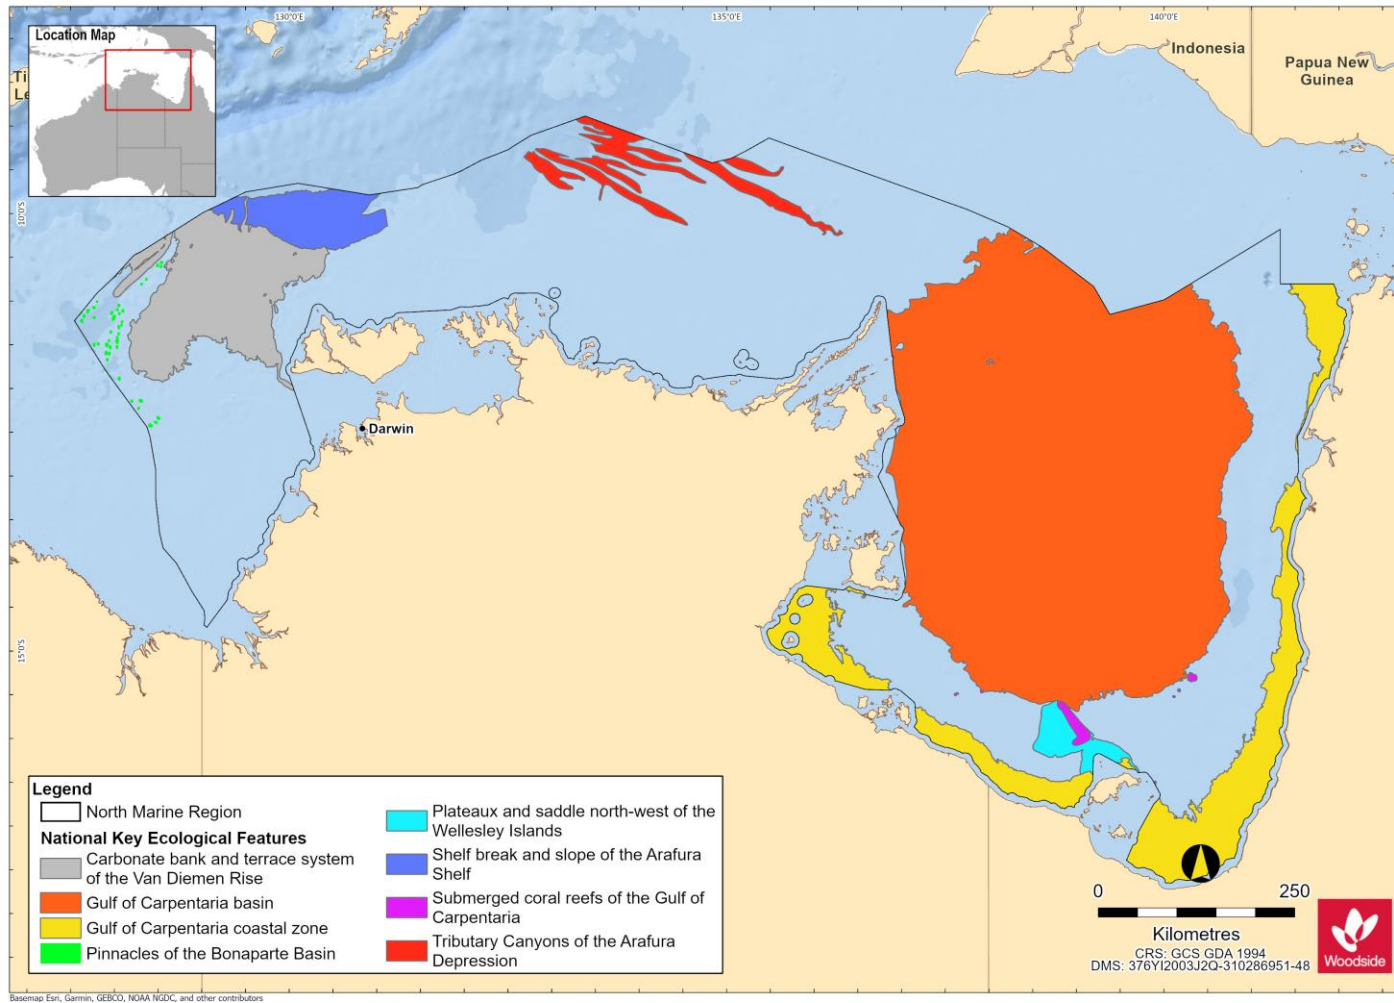 130°0'E
135°0'E
140°0'E
Location Map
Indonesia
Papua New
Guinea
Ti
Le
10°0'S
Darwin
15°0'S
Legend
North Marine Region
National Key Ecological Features
Carbonate bank and terrace system
of the Van Diemen Rise
Gulf of Carpentaria basin
Gulf of Carpentaria coastal zone
Pinnacles of the Bonaparte Basin
Plateaux and saddle north-west of the
Wellesley Islands
Shelf break and slope of the Arafura
Shelf
Submerged coral reefs of the Gulf of
Carpentaria
Tributary Canyons of the Arafura
Depression
0 250
Kilometres
CRS: GCS GDA 1994
DMS: 376YI2003J2Q-310286951-48
Woodside
Basemap Esri, Garmin, GEBCO, NOAA NGDC, and other contributors